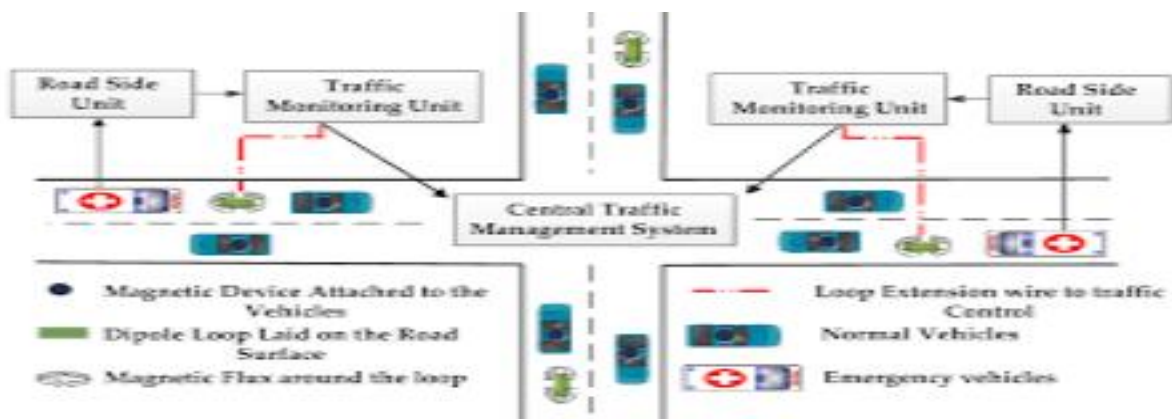 Road Side
Unit
Traffic
Monitoring Unit
Traffic
Monitoring Unit
Road Side
Unit
Central Traffic
Management System
Magnetic Device Attached to the
Vehicles
Dipole Loop Laid on the Road
Surface
Magnetic Flux around the loop
Loop Extension wire to traffic
Control
Normal Vehicles
Emergency vehicles